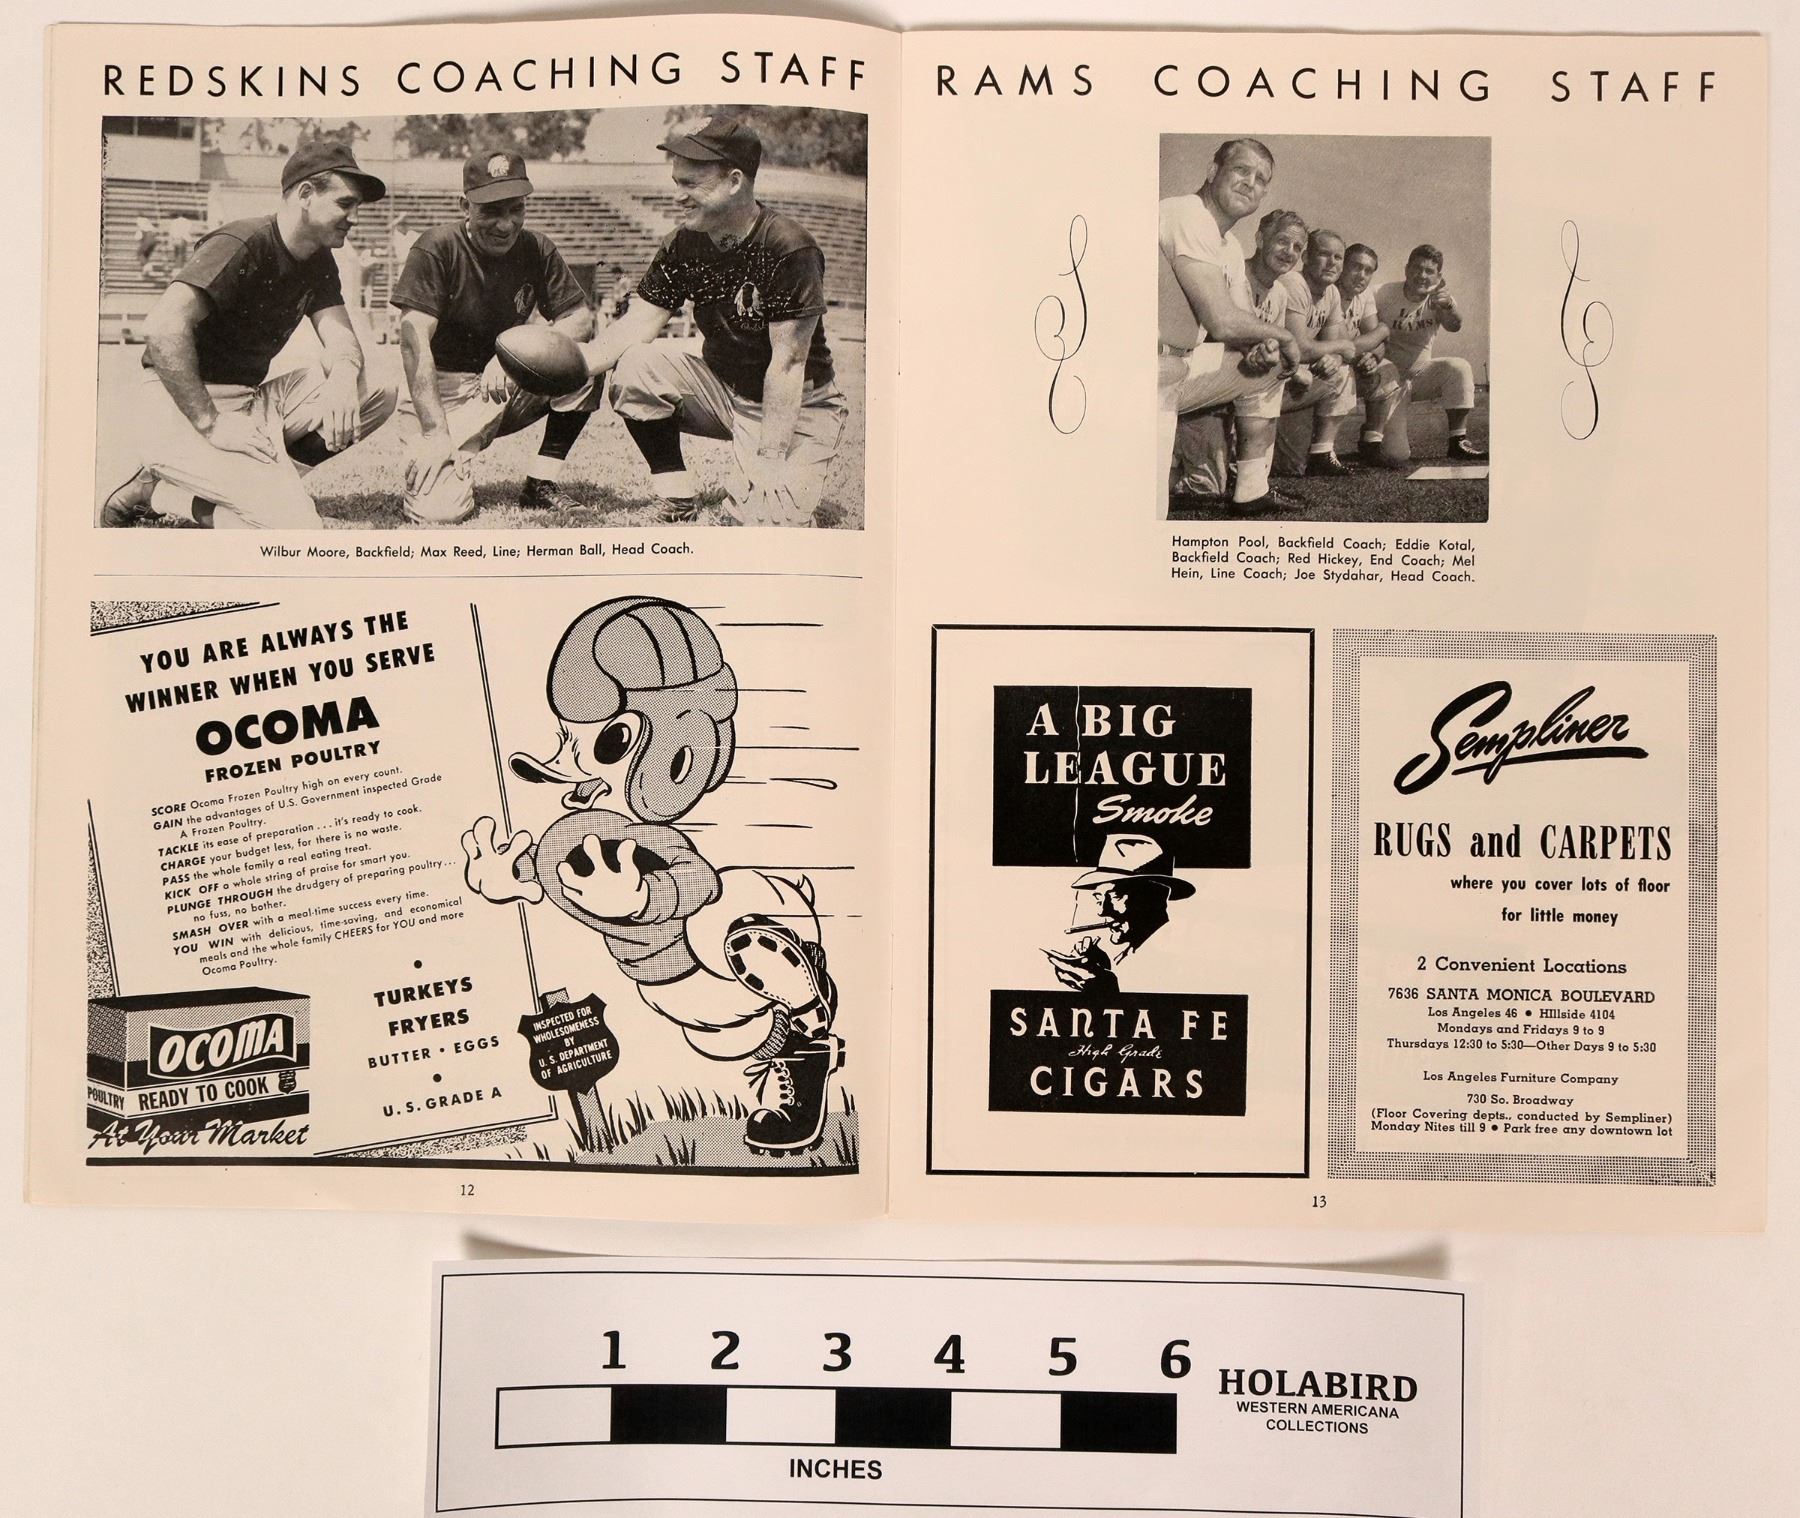 REDSKINS COACHING STAFF
Wilbur Moore, Backfield; Max Reed, Line; Herman Ball, Head Coach.
YOU ARE ALWAYS THE
WINNER WHEN YOU SERVE
OCOMA
FROZEN POULTRY
SCORE Ocoma Frozen Poultry high on every count.
GAIN the advantages of U.S. Government inspected Grade
A Frozen Poultry.
TACKLE its ease of preparation . . . it's ready to cook.
CHARGE your budget less, for there is no waste.
PASS the whole family a real eating treat.
KICK OFF a whole string of praise for smart you.
PLUNGE THROUGH the drudgery of preparing poultry . . .
no fuss, no bother.
SMASH OVER with a meal-time success every time.
YOU WIN with delicious, time-saving, and economical
meals and the whole family CHEERS for YOU and more
Ocoma Poultry.
•
TURKEYS
FRYERS
BUTTER • EGGS
•
U. S. GRADE A
OCOMA
POULTRY READY TO COOK
At Your Market
INSPECTED FOR
WHOLESOMENESS
BY
U. S. DEPARTMENT
OF AGRICULTURE
12
RAMS COACHING STAFF
L.A.
RAMS
Hampton Pool, Backfield Coach; Eddie Kotal,
Backfield Coach; Red Hickey, End Coach; Mel
Hein, Line Coach; Joe Stydahar, Head Coach.
A BIG
LEAGUE
Smoke
SANTA FE
High Grade
CIGARS
Sempliner
RUGS and CARPETS
where you cover lots of floor
for little money
2 Convenient Locations
7636 SANTA MONICA BOULEVARD
Los Angeles 46 • HIllside 4104
Mondays and Fridays 9 to 9
Thursdays 12:30 to 5:30—Other Days 9 to 5:30
Los Angeles Furniture Company
730 So. Broadway
(Floor Covering depts., conducted by Sempliner)
Monday Nites till 9 • Park free any downtown lot
13
1 2 3 4 5 6
INCHES
HOLABIRD
WESTERN AMERICANA
COLLECTIONS